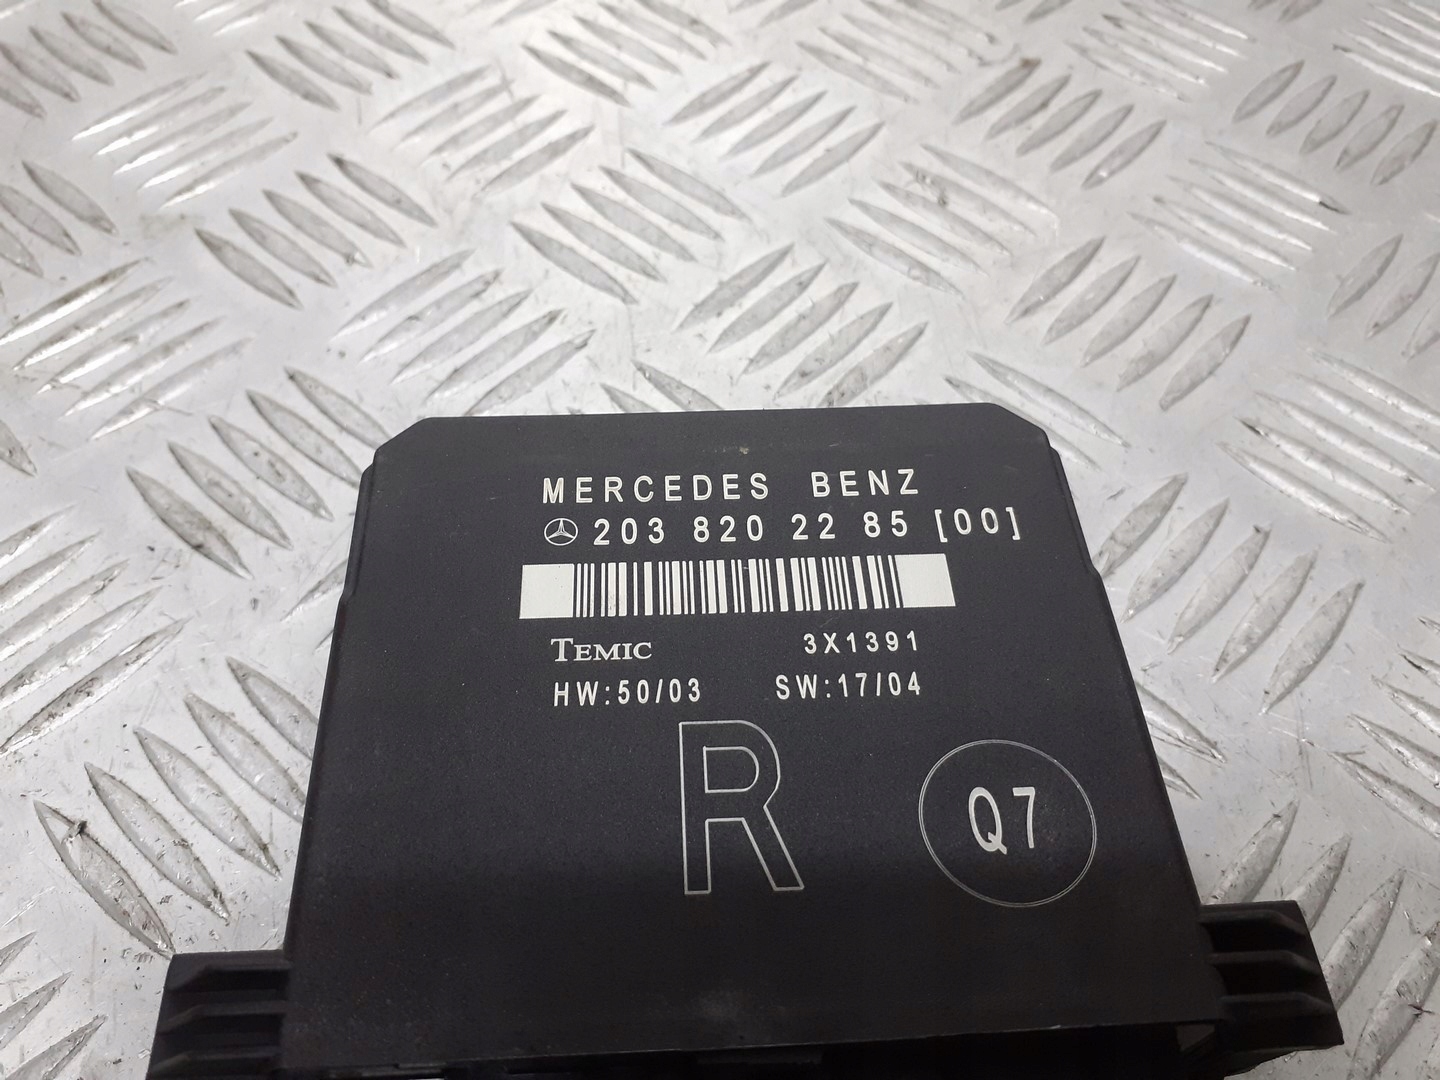 MERCEDES BENZ
203 820 22 85 [00]
TEMIC 3X1391
HW:50/03 SW:17/04
R
Q7